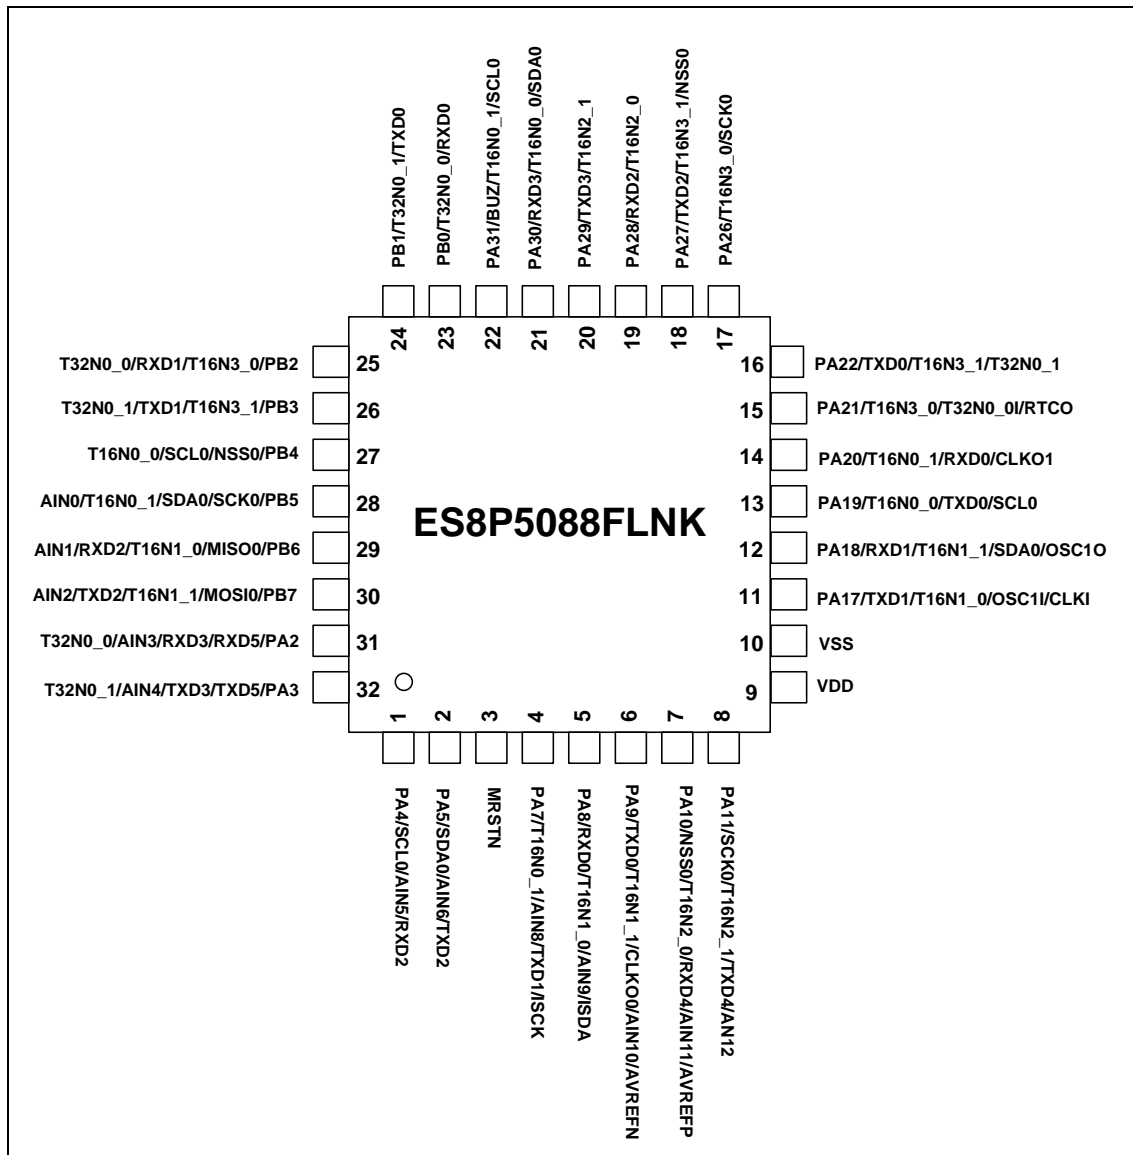 PB1/T32N0_1/TXD0
PB0/T32N0_0/RXD0
PA31/BUZ/T16N0_1/SCL0
PA30/RXD3/T16N0_0/SDA0
PA29/TXD3/T16N2_1
PA28/RXD2/T16N2_0
PA27/TXD2/T16N3_1/NSS0
PA26/T16N3_0/SCK0
24
23
22
21
20
19
18
17
T32N0_0/RXD1/T16N3_0/PB2
25
16
PA22/TXD0/T16N3_1/T32N0_1
T32N0_1/TXD1/T16N3_1/PB3
26
15
PA21/T16N3_0/T32N0_0I/RTCO
T16N0_0/SCL0/NSS0/PB4
27
14
PA20/T16N0_1/RXD0/CLKO1
AIN0/T16N0_1/SDA0/SCK0/PB5
28
13
PA19/T16N0_0/TXD0/SCL0
ES8P5088FLNK
AIN1/RXD2/T16N1_0/MISO0/PB6
29
12
PA18/RXD1/T16N1_1/SDA0/OSC1O
AIN2/TXD2/T16N1_1/MOSI0/PB7
30
11
PA17/TXD1/T16N1_0/OSC1I/CLKI
T32N0_0/AIN3/RXD3/RXD5/PA2
31
10
VSS
T32N0_1/AIN4/TXD3/TXD5/PA3
32
9
VDD
1
2
3
4
5
6
7
8
PA4/SCL0/AIN5/RXD2
PA5/SDA0/AIN6/TXD2
MRSTN
PA7/T16N0_1/AIN8/TXD1/ISCK
PA8/RXD0/T16N1_0/AIN9/ISDA
PA9/TXD0/T16N1_1/CLKO0/AIN10/AVREFN
PA10/NSS0/T16N2_0/RXD4/AIN11/AVREFP
PA11/SCK0/T16N2_1/TXD4/AN12